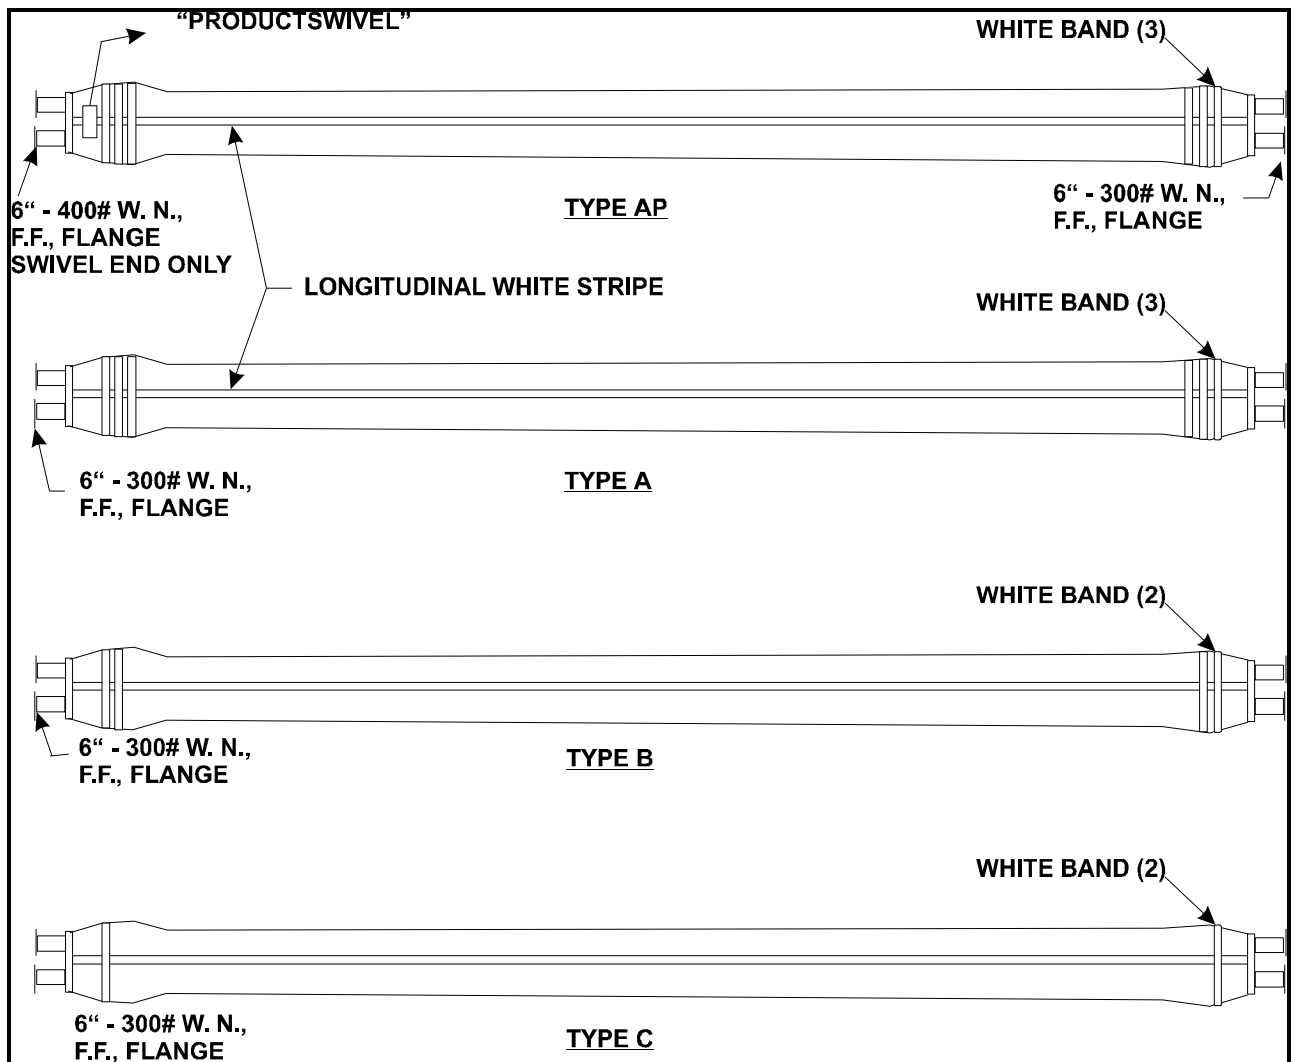 “PRODUCTSWIVEL”
WHITE BAND (3)
6“ - 400# W. N.,
F.F., FLANGE
SWIVEL END ONLY
TYPE AP
6“ - 300# W. N.,
F.F., FLANGE
LONGITUDINAL WHITE STRIPE
WHITE BAND (3)
6“ - 300# W. N.,
F.F., FLANGE
TYPE A
WHITE BAND (2)
6“ - 300# W. N.,
F.F., FLANGE
TYPE B
WHITE BAND (2)
6“ - 300# W. N.,
F.F., FLANGE
TYPE C